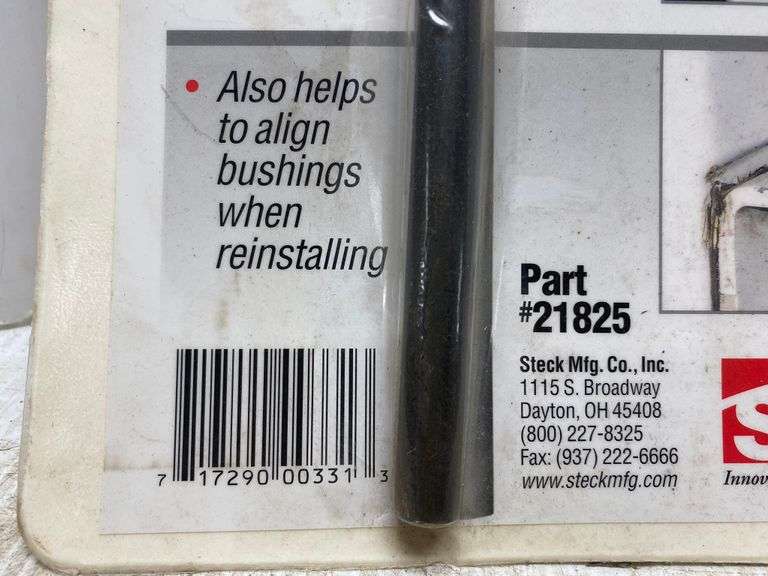 • Also helps
to align
bushings
when
reinstalling
Part
#21825
Steck Mfg. Co., Inc.
1115 S. Broadway
Dayton, OH 45408
(800) 227-8325
Fax: (937) 222-6666
www.steckmfg.com
S
Innov
7 17290 00331 3